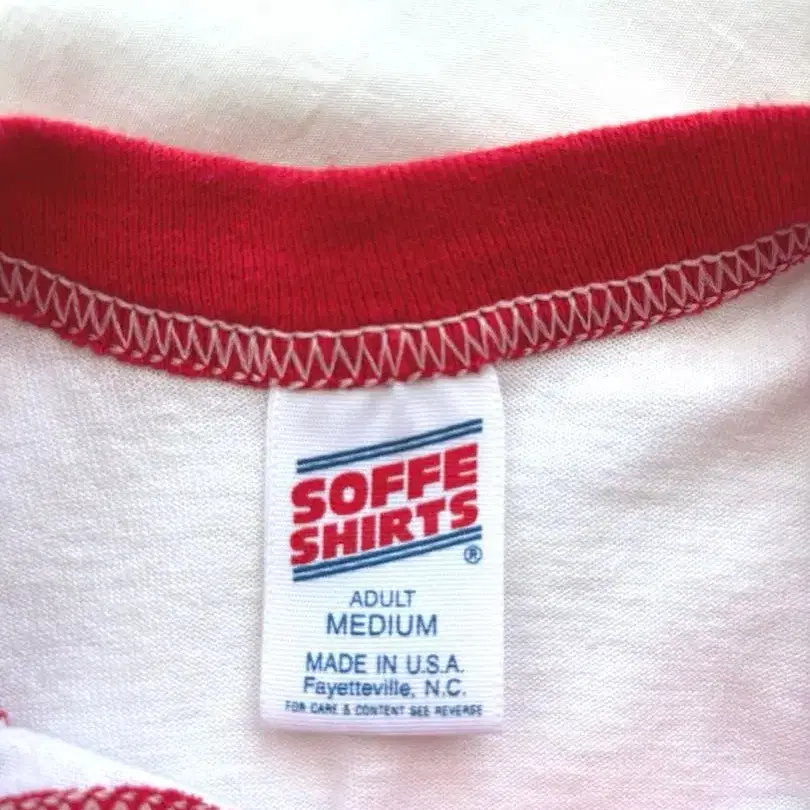 SOFFE
SHIRTS
®
ADULT
MEDIUM
MADE IN U.S.A.
Fayetteville, N.C.
FOR CARE & CONTENT SEE REVERSE